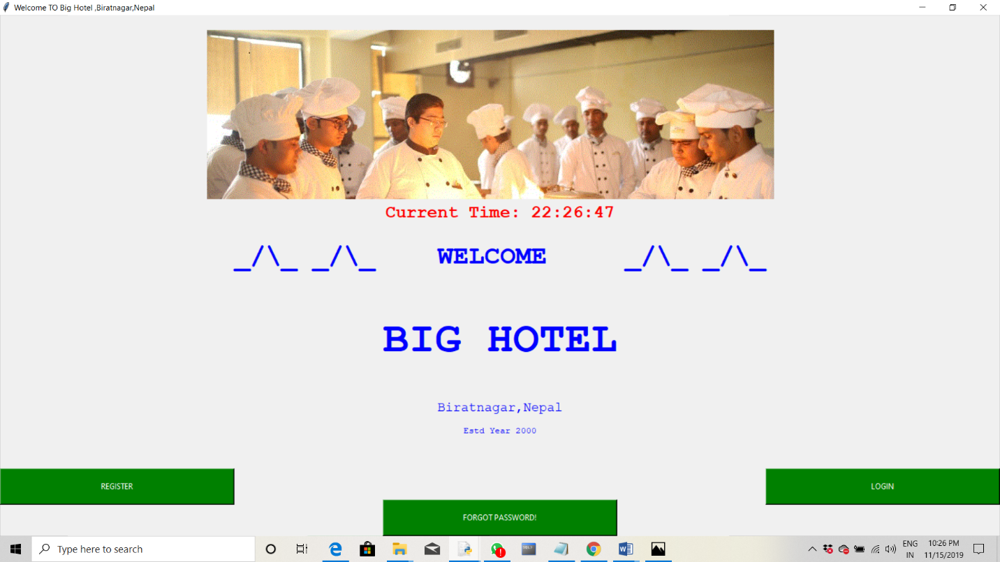 Welcome TO Big Hotel ,Biratnagar,Nepal
Current Time: 22:26:47
_/\_ _/\_ WELCOME _/\_ _/\_
BIG HOTEL
Biratnagar,Nepal
Estd Year 2000
REGISTER
LOGIN
FORGOT PASSWORD!
Type here to search
ENG
IN
10:26 PM
11/15/2019